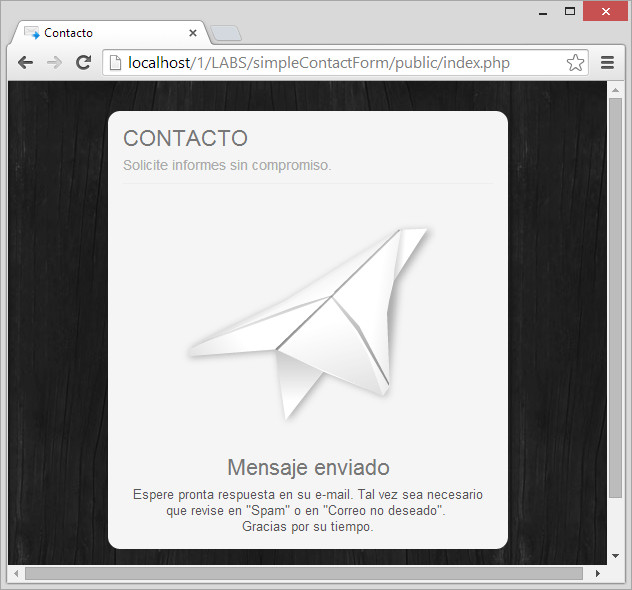 Contacto
localhost/1/LABS/simpleContactForm/public/index.php
CONTACTO
Solicite informes sin compromiso.
Mensaje enviado
Espere pronta respuesta en su e-mail. Tal vez sea necesario
que revise en "Spam" o en "Correo no deseado".
Gracias por su tiempo.